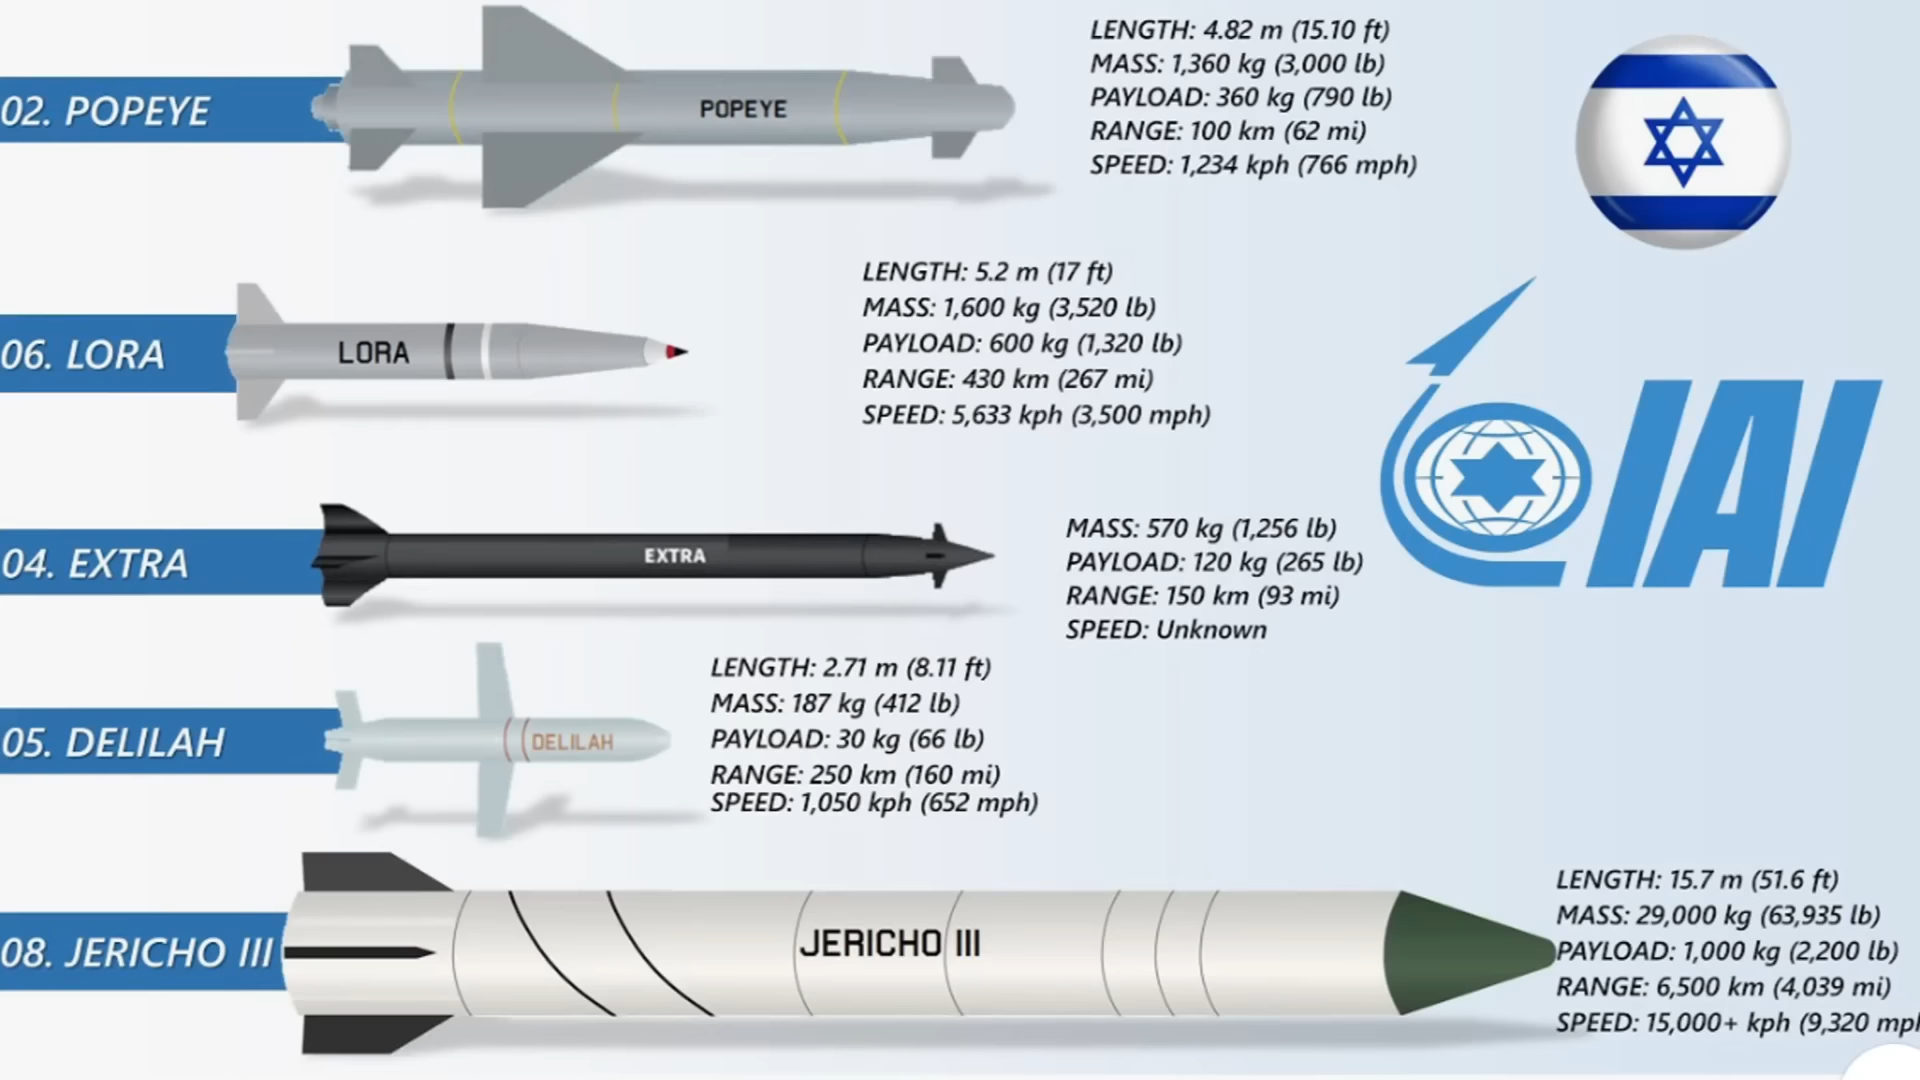 02. POPEYE
POPEYE
LENGTH: 4.82 m (15.10 ft)
MASS: 1,360 kg (3,000 lb)
PAYLOAD: 360 kg (790 lb)
RANGE: 100 km (62 mi)
SPEED: 1,234 kph (766 mph)
06. LORA
LORA
LENGTH: 5.2 m (17 ft)
MASS: 1,600 kg (3,520 lb)
PAYLOAD: 600 kg (1,320 lb)
RANGE: 430 km (267 mi)
SPEED: 5,633 kph (3,500 mph)
IAI
04. EXTRA
EXTRA
MASS: 570 kg (1,256 lb)
PAYLOAD: 120 kg (265 lb)
RANGE: 150 km (93 mi)
SPEED: Unknown
05. DELILAH
DELILAH
LENGTH: 2.71 m (8.11 ft)
MASS: 187 kg (412 lb)
PAYLOAD: 30 kg (66 lb)
RANGE: 250 km (160 mi)
SPEED: 1,050 kph (652 mph)
08. JERICHO III
JERICHO III
LENGTH: 15.7 m (51.6 ft)
MASS: 29,000 kg (63,935 lb)
PAYLOAD: 1,000 kg (2,200 lb)
RANGE: 6,500 km (4,039 mi)
SPEED: 15,000+ kph (9,320 mph